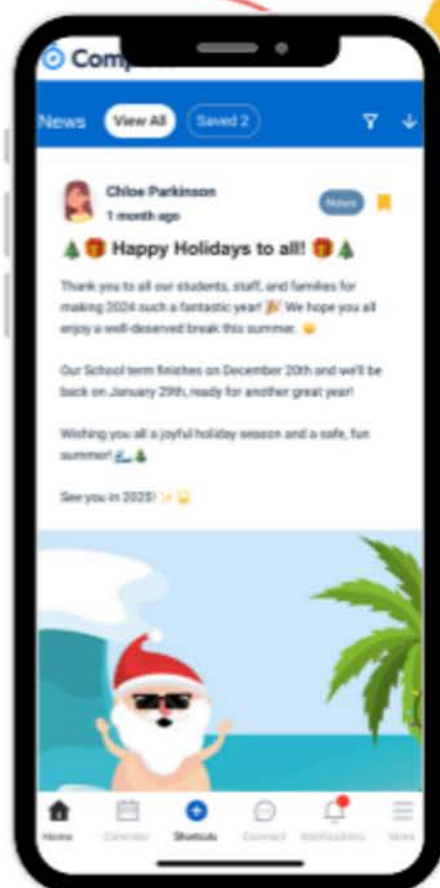 Com
News View All Saved 2
Chloe Parkinson
News
1 month ago
🎄🎁 Happy Holidays to all! 🎁🎄
Thank you to all our students, staff, and families for
making 2024 such a fantastic year! 🎉 We hope you all
enjoy a well-deserved break this summer. ☀️
Our School term finishes on December 20th and we'll be
back on January 29th, ready for another great year!
Wishing you all a joyful holiday season and a safe, fun
summer! 🌊🎄
See you in 2025! ✨
Home Calendar Shortcuts Connect Notifications More